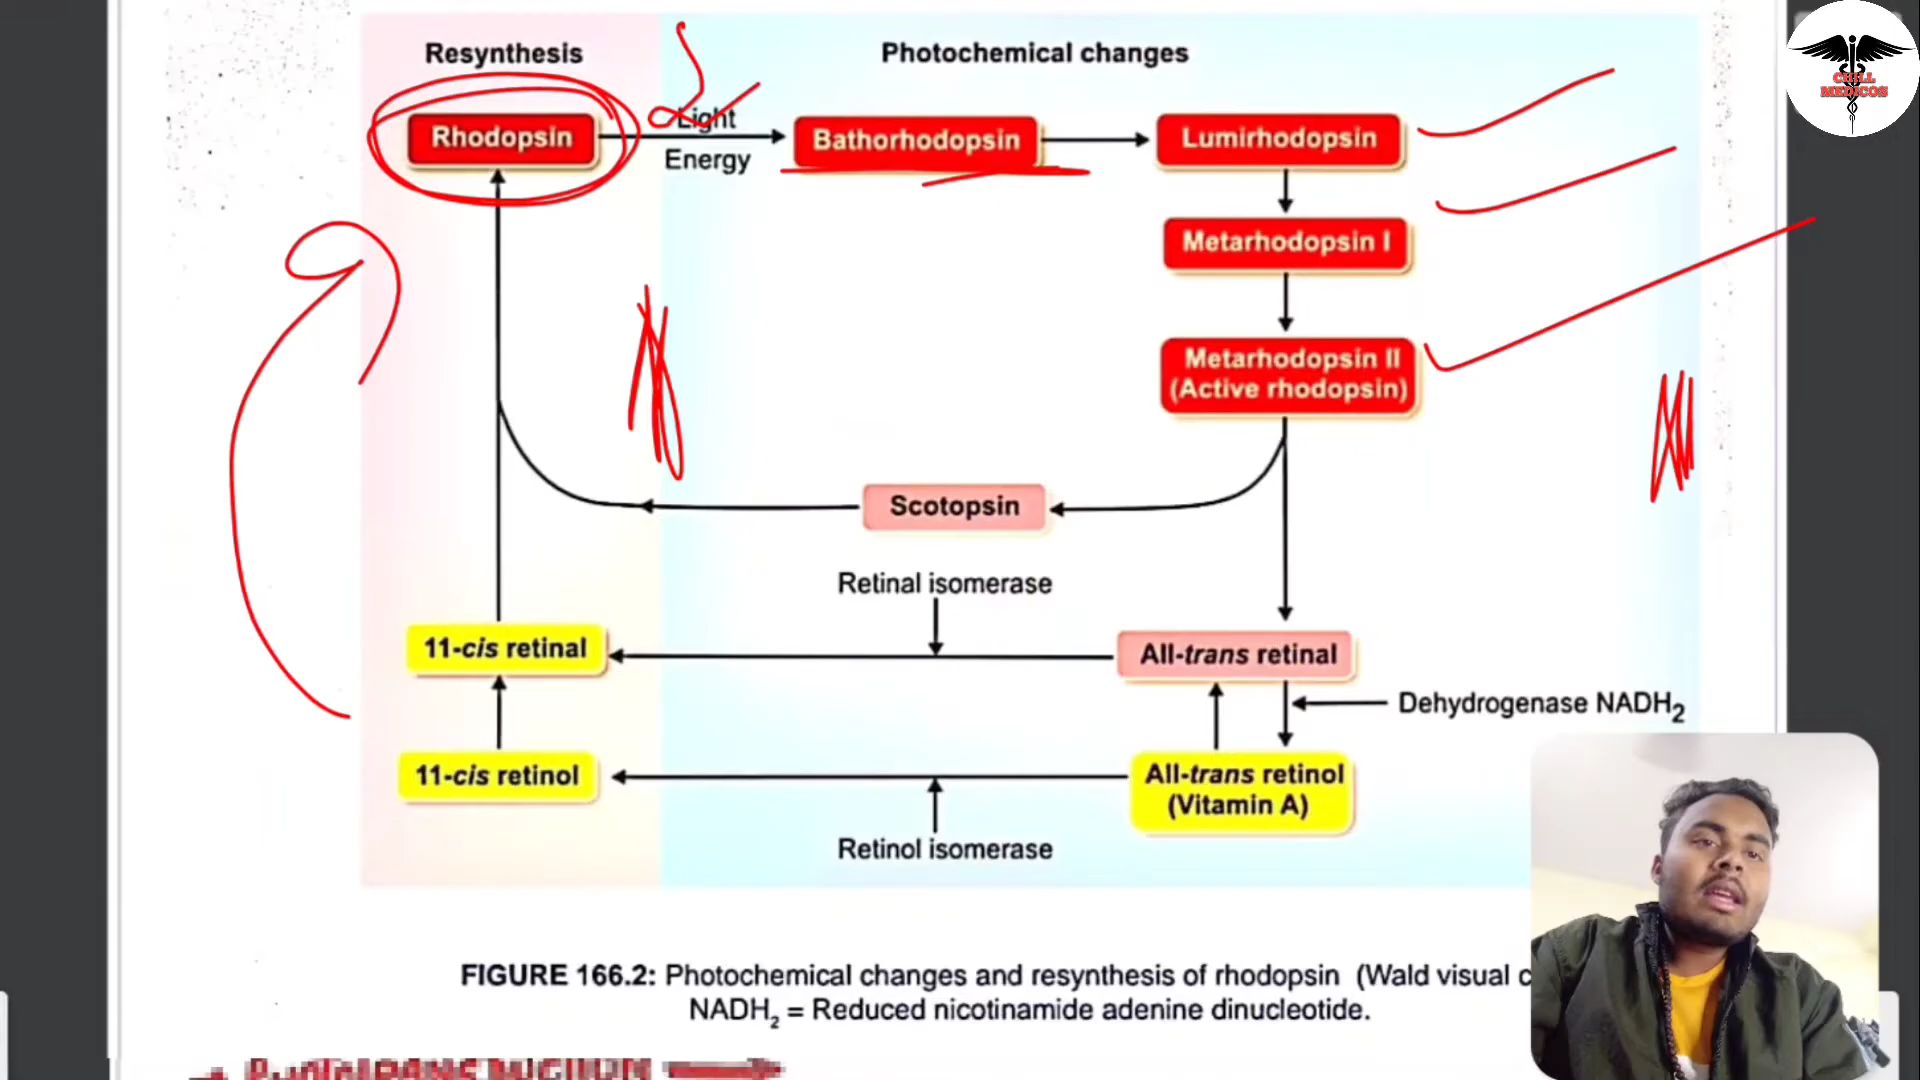 CHILL
MEDICOS
Resynthesis
Photochemical changes
Rhodopsin
Light
Energy
Bathorhodopsin
Lumirhodopsin
Metarhodopsin I
Metarhodopsin II
(Active rhodopsin)
Scotopsin
Retinal isomerase
11-cis retinal
All-trans retinal
Dehydrogenase NADH₂
11-cis retinol
All-trans retinol
(Vitamin A)
Retinol isomerase
FIGURE 166.2: Photochemical changes and resynthesis of rhodopsin (Wald visual c
NADH₂ = Reduced nicotinamide adenine dinucleotide.